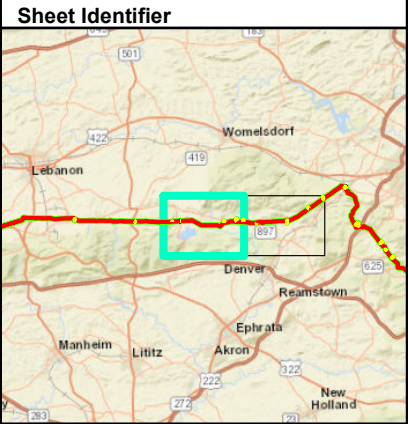 Sheet Identifier
501
422
Womelsdorf
419
Lebanon
897
Denver
625
Reamstown
Ephrata
Manheim
Lititz
Akron
322
222
New
Holland
272
283
23